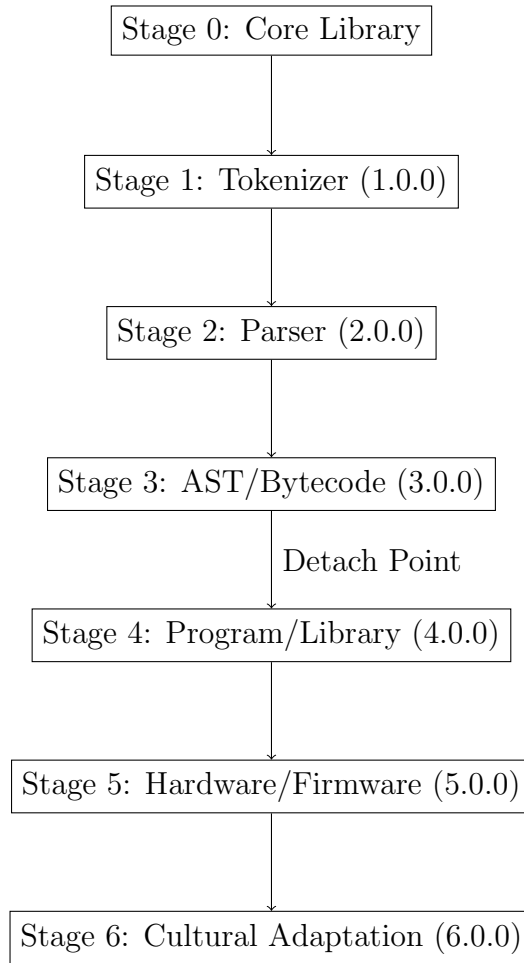 Stage 0: Core Library
Stage 1: Tokenizer (1.0.0)
Stage 2: Parser (2.0.0)
Stage 3: AST/Bytecode (3.0.0)
Detach Point
Stage 4: Program/Library (4.0.0)
Stage 5: Hardware/Firmware (5.0.0)
Stage 6: Cultural Adaptation (6.0.0)